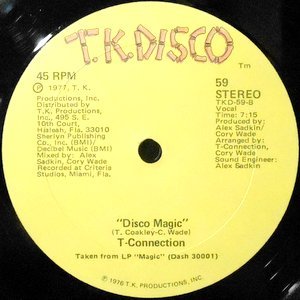 T.K. DISCO
TM
45 RPM
℗ 1977, T. K.
Productions, Inc.
Distributed by
T.K. Productions,
Inc., 495 S. E.
10th Court,
Hialeah, Fla. 33010
Sherlyn Publishing
Co., Inc. (BMI)/
Decibel Music (BMI)
Mixed by: Alex
Sadkin, Cory Wade
Recorded at Criteria
Studios, Miami, Fla.
59
STEREO
TKD-59-B
Vocal
Time: 7:15
Produced by:
Alex Sadkin/
Cory Wade
Arranged by:
T-Connection,
Cory Wade
Sound Engineer:
Alex Sadkin
"Disco Magic"
(T. Coakley-C. Wade)
T-Connection
Taken from LP "Magic" (Dash 30001)
© 1976 T.K. PRODUCTIONS, INC.